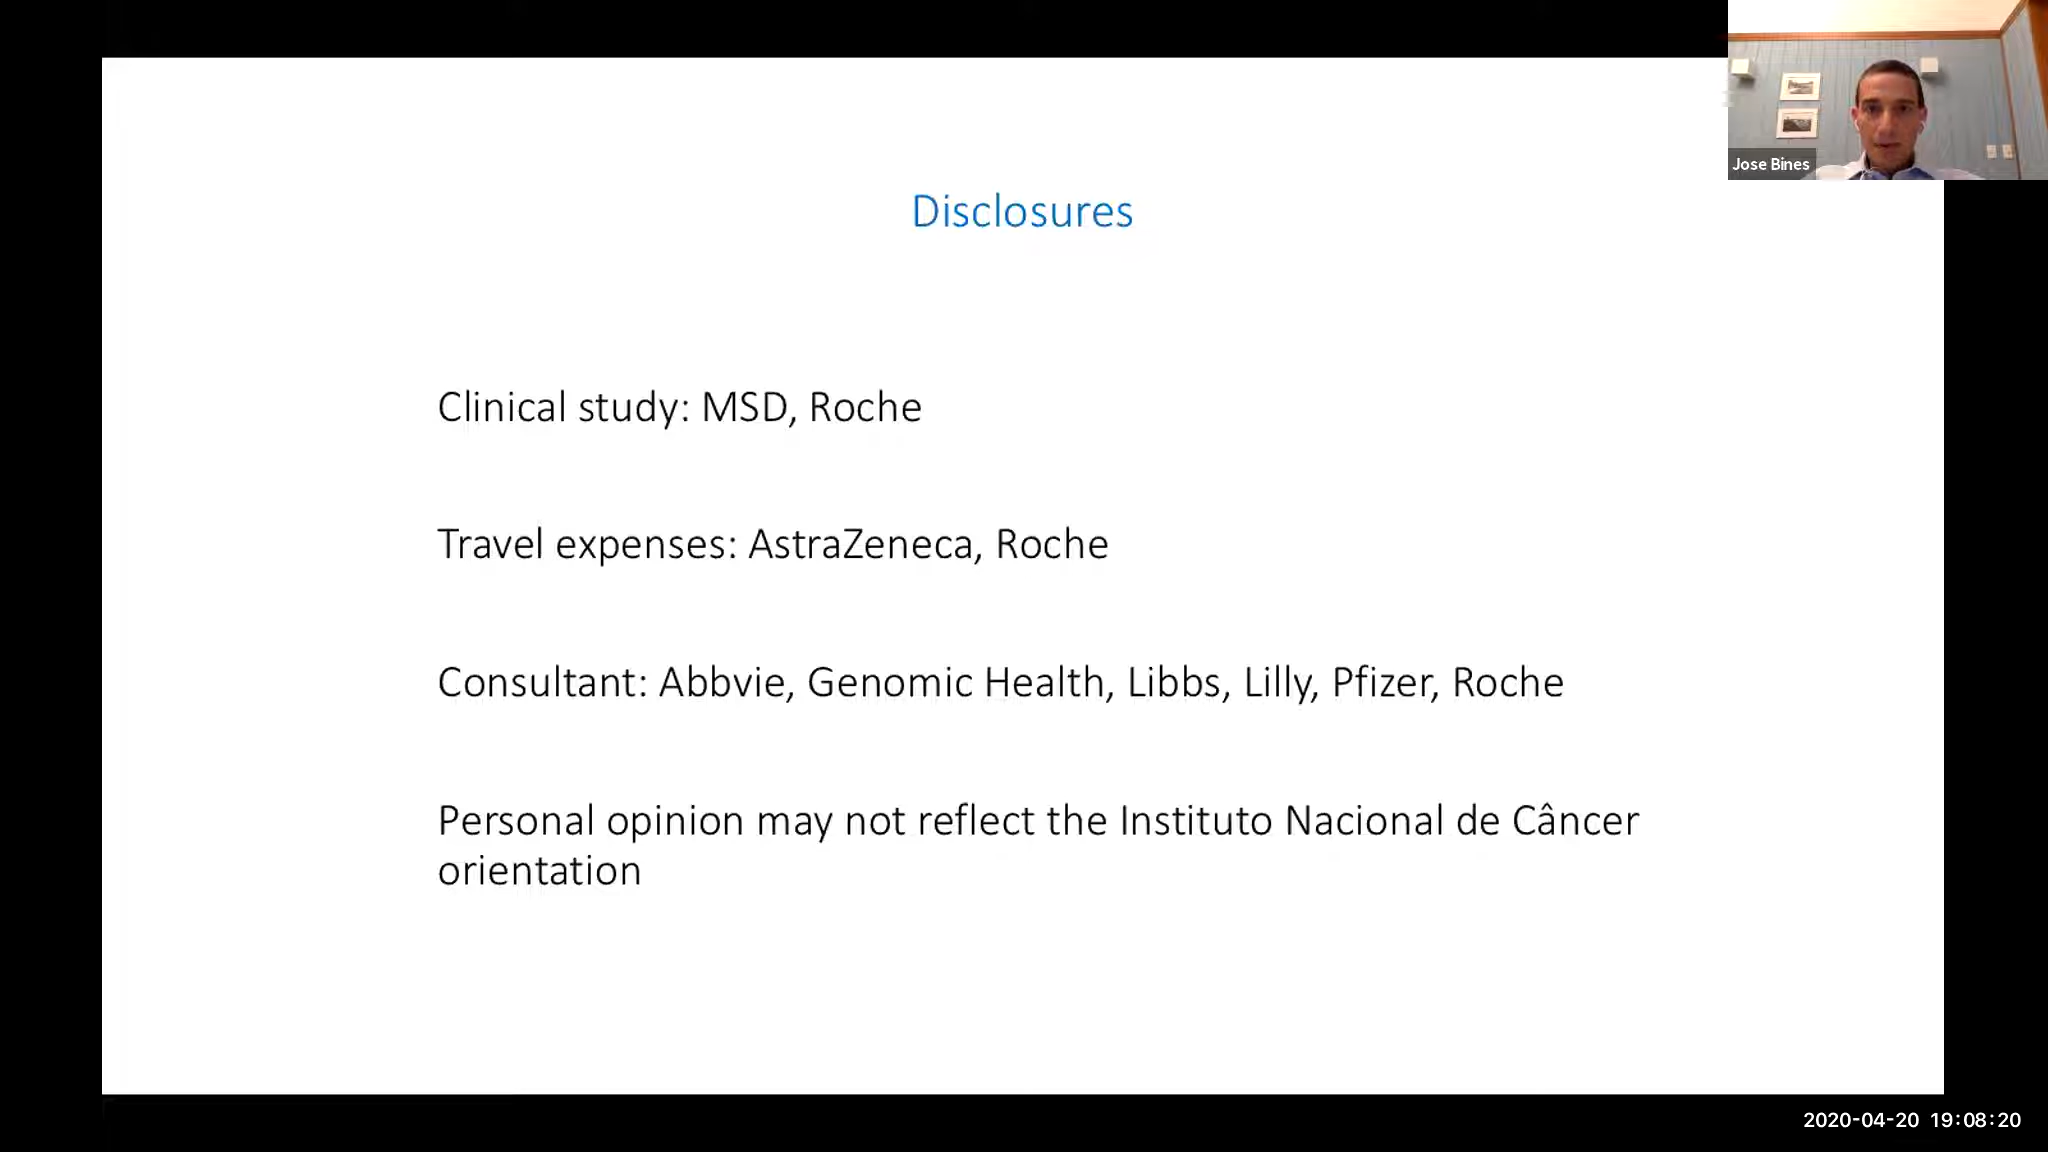 Jose Bines
Disclosures
Clinical study: MSD, Roche
Travel expenses: AstraZeneca, Roche
Consultant: Abbvie, Genomic Health, Libbs, Lilly, Pfizer, Roche
Personal opinion may not reflect the Instituto Nacional de Câncer
orientation
2020-04-20 19:08:20